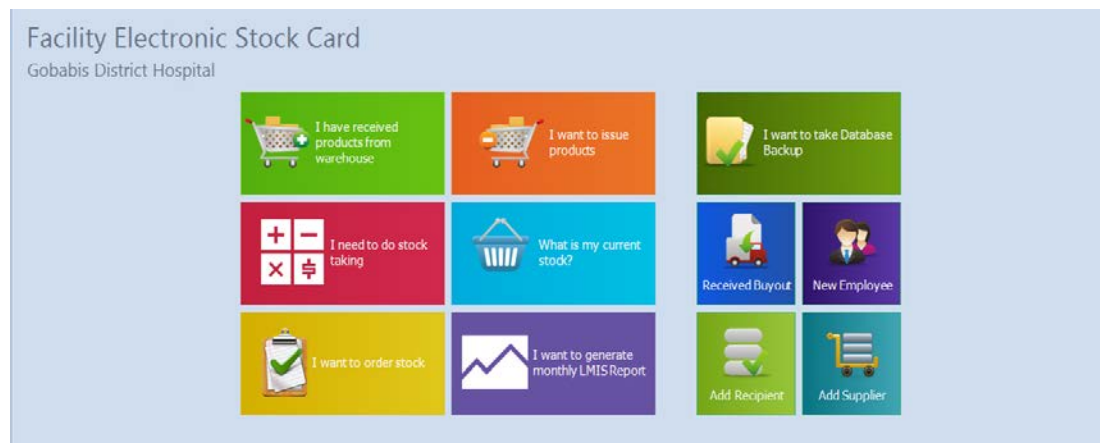 Facility Electronic Stock Card
Gobabis District Hospital
I have received
products from
warehouse
I want to issue
products
I want to take Database
Backup
I need to do stock
taking
What is my current
stock?
Received Buyout
New Employee
I want to order stock
I want to generate
monthly LMIS Report
Add Recipient
Add Supplier